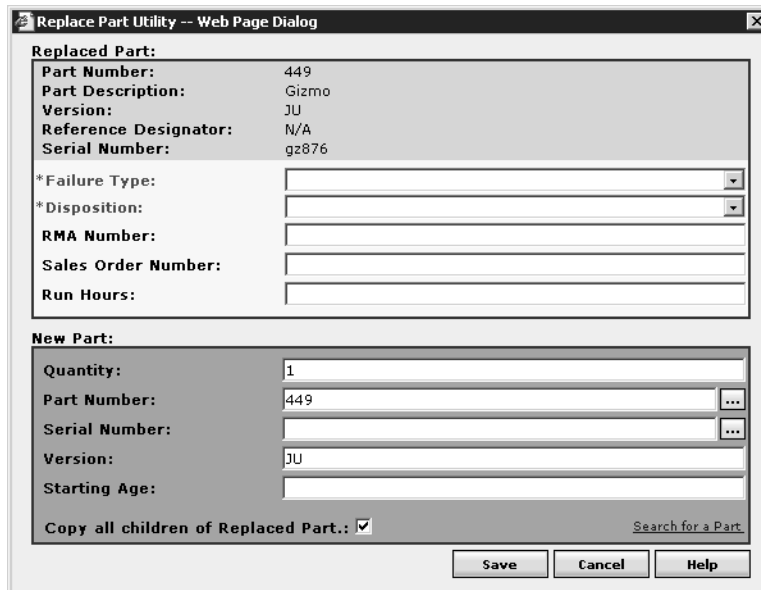 Replace Part Utility -- Web Page Dialog
Replaced Part:
Part Number: 449
Part Description: Gizmo
Version: JU
Reference Designator: N/A
Serial Number: gz876
*Failure Type:
*Disposition:
RMA Number:
Sales Order Number:
Run Hours:
New Part:
Quantity: 1
Part Number: 449 ...
Serial Number: ...
Version: JU
Starting Age:
Copy all children of Replaced Part.: Search for a Part
Save Cancel Help